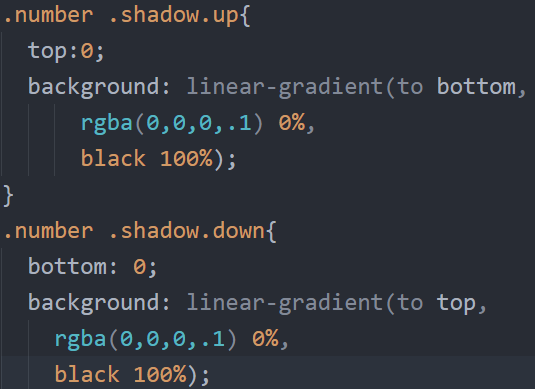 .number .shadow.up{
top:0;
background: linear-gradient(to bottom,
rgba(0,0,0,.1) 0%,
black 100%);
}
.number .shadow.down{
bottom: 0;
background: linear-gradient(to top,
rgba(0,0,0,.1) 0%,
black 100%);